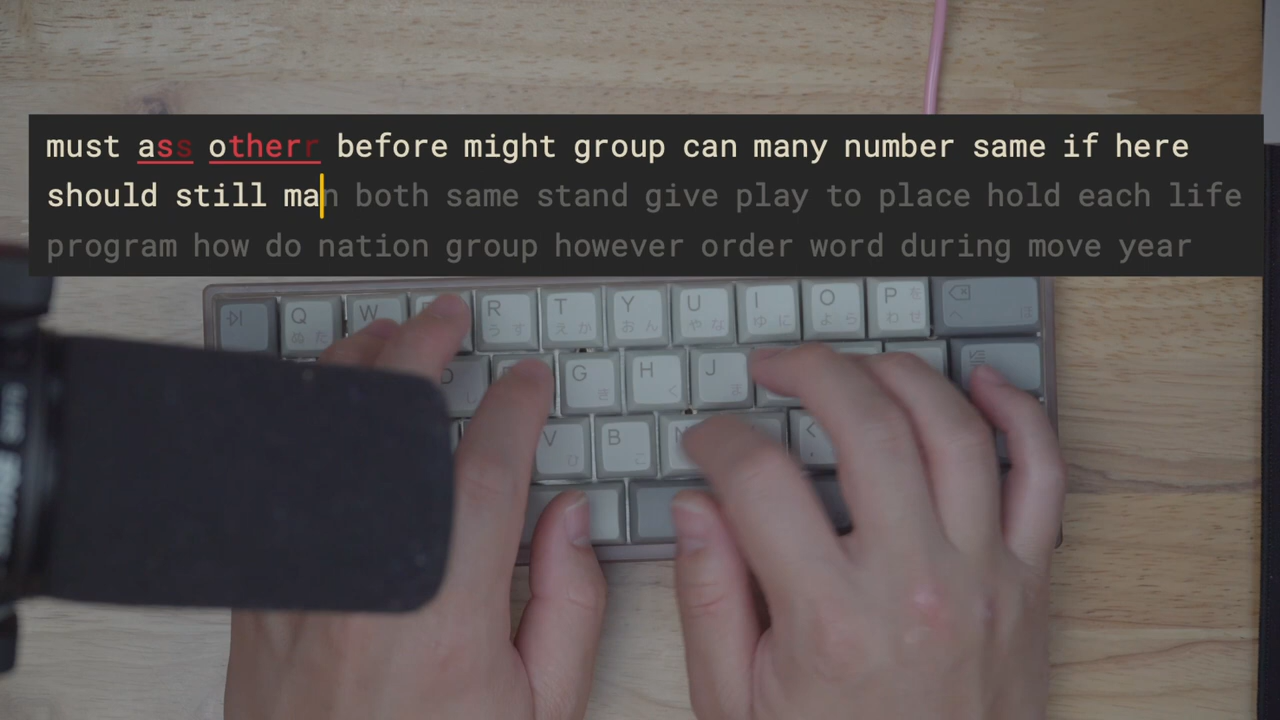 must ass otherr before might group can many number same if here
should still man both same stand give play to place hold each life
program how do nation group however order word during move year
Q W R T Y U I O P
D G H J
V B N <